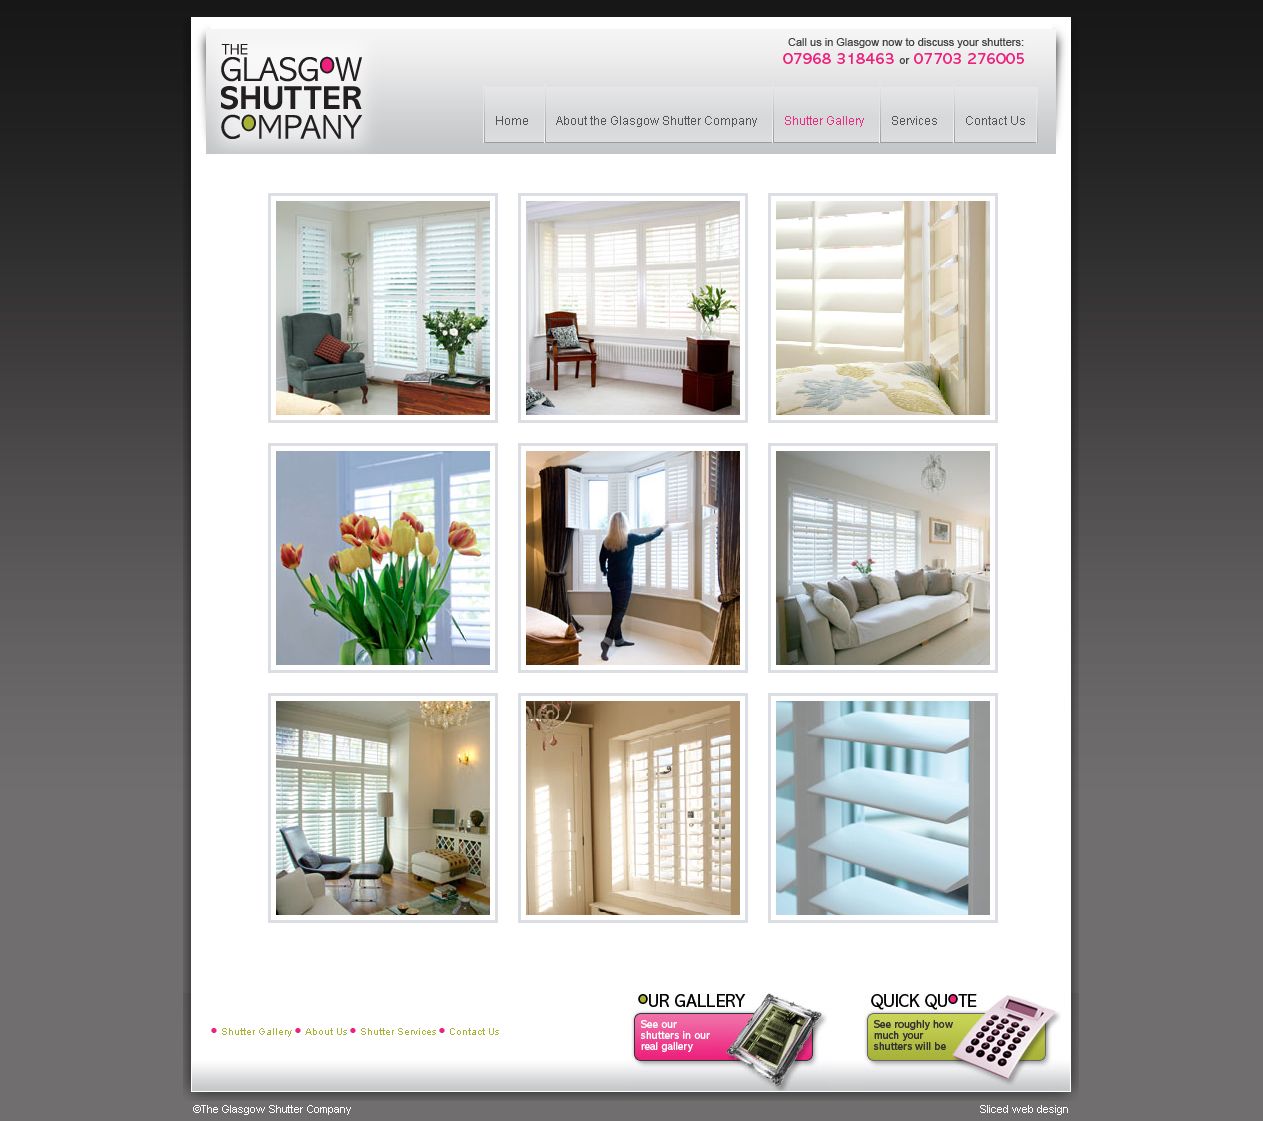 THE
GLASGOW
SHUTTER
COMPANY
Call us in Glasgow now to discuss your shutters:
07968 318463 or 07703 276005
Home About the Glasgow Shutter Company Shutter Gallery Services Contact Us
OUR GALLERY
See our
shutters in our
real gallery
QUICK QUOTE
See roughly how
much your
shutters will be
• Shutter Gallery • About Us • Shutter Services • Contact Us
©The Glasgow Shutter Company
Sliced web design